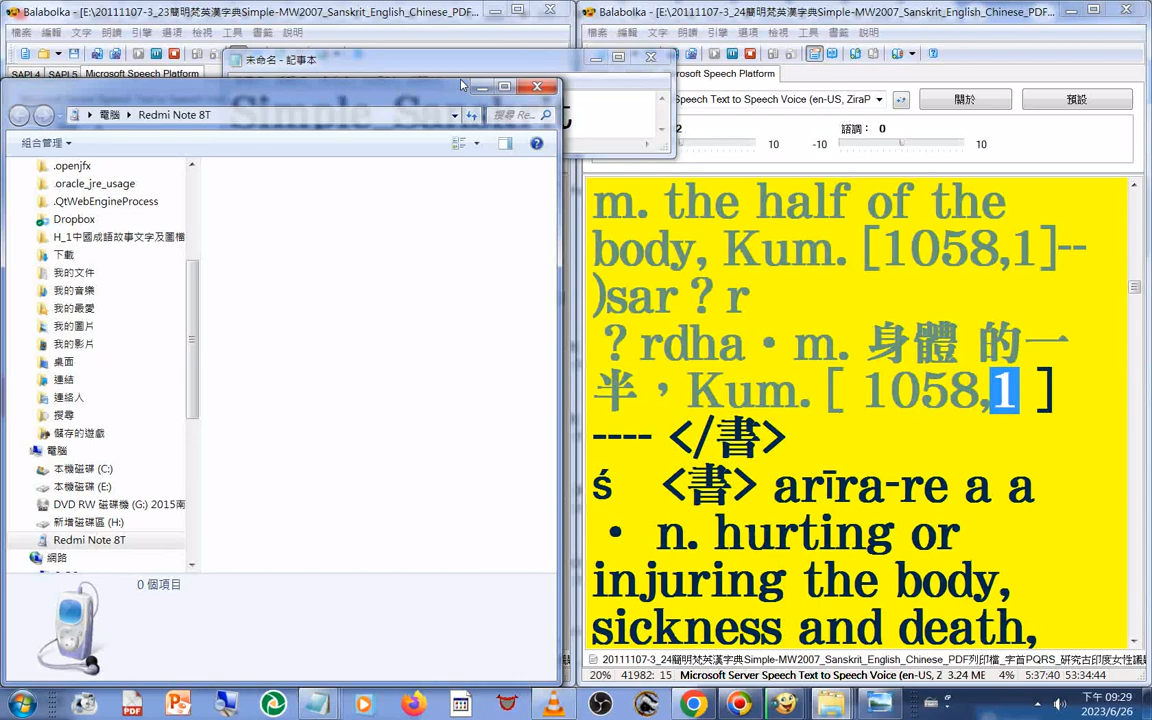 Balabolka - [E:\20111107-3_23簡明梵英漢字典Simple-MW2007_Sanskrit_English_Chinese_PDF...
檔案 編輯 文字 朗讀 引擎 選項 檢視 工具 書籤 說明
SAPI 4 SAPI 5 Microsoft Speech Platform
未命名 - 記事本
Simple_Sanskrit
電腦 ▸ Redmi Note 8T
搜尋 Re...
組合管理
.openjfx
.oracle_jre_usage
.QtWebEngineProcess
Dropbox
H_1中國成語故事文字及圖檔
下載
我的文件
我的音樂
我的最愛
我的圖片
我的影片
桌面
連結
連絡人
搜尋
儲存的遊戲
電腦
本機磁碟 (C:)
本機磁碟 (E:)
DVD RW 磁碟機 (G:) 2015南
新增磁碟區 (H:)
Redmi Note 8T
網路
0 個項目
Balabolka - [E:\20111107-3_24簡明梵英漢字典Simple-MW2007_Sanskrit_English_Chinese_PDF...
檔案 編輯 文字 朗讀 引擎 選項 檢視 工具 書籤 說明
rosoft Speech Platform
Speech Text to Speech Voice (en-US, ZiraP
關於
預設
2
語調： 0
10 -10 10
m. the half of the
body, Kum. [1058,1]--
)sar？r
？rdha·m. 身體 的一
半，Kum. [ 1058,1 ]
---- </書>
ś <書> arīra-re a a
· n. hurting or
injuring the body,
sickness and death,
20111107-3_24簡明梵英漢字典Simple-MW2007_Sanskrit_English_Chinese_PDF列印檔_字首PQRS_研究古印度女性議題
20% 41982: 15 Microsoft Server Speech Text to Speech Voice (en-US, Z 3.24 ME 4% 5:37:40 53:34:44
下午 09:29
2023/6/26